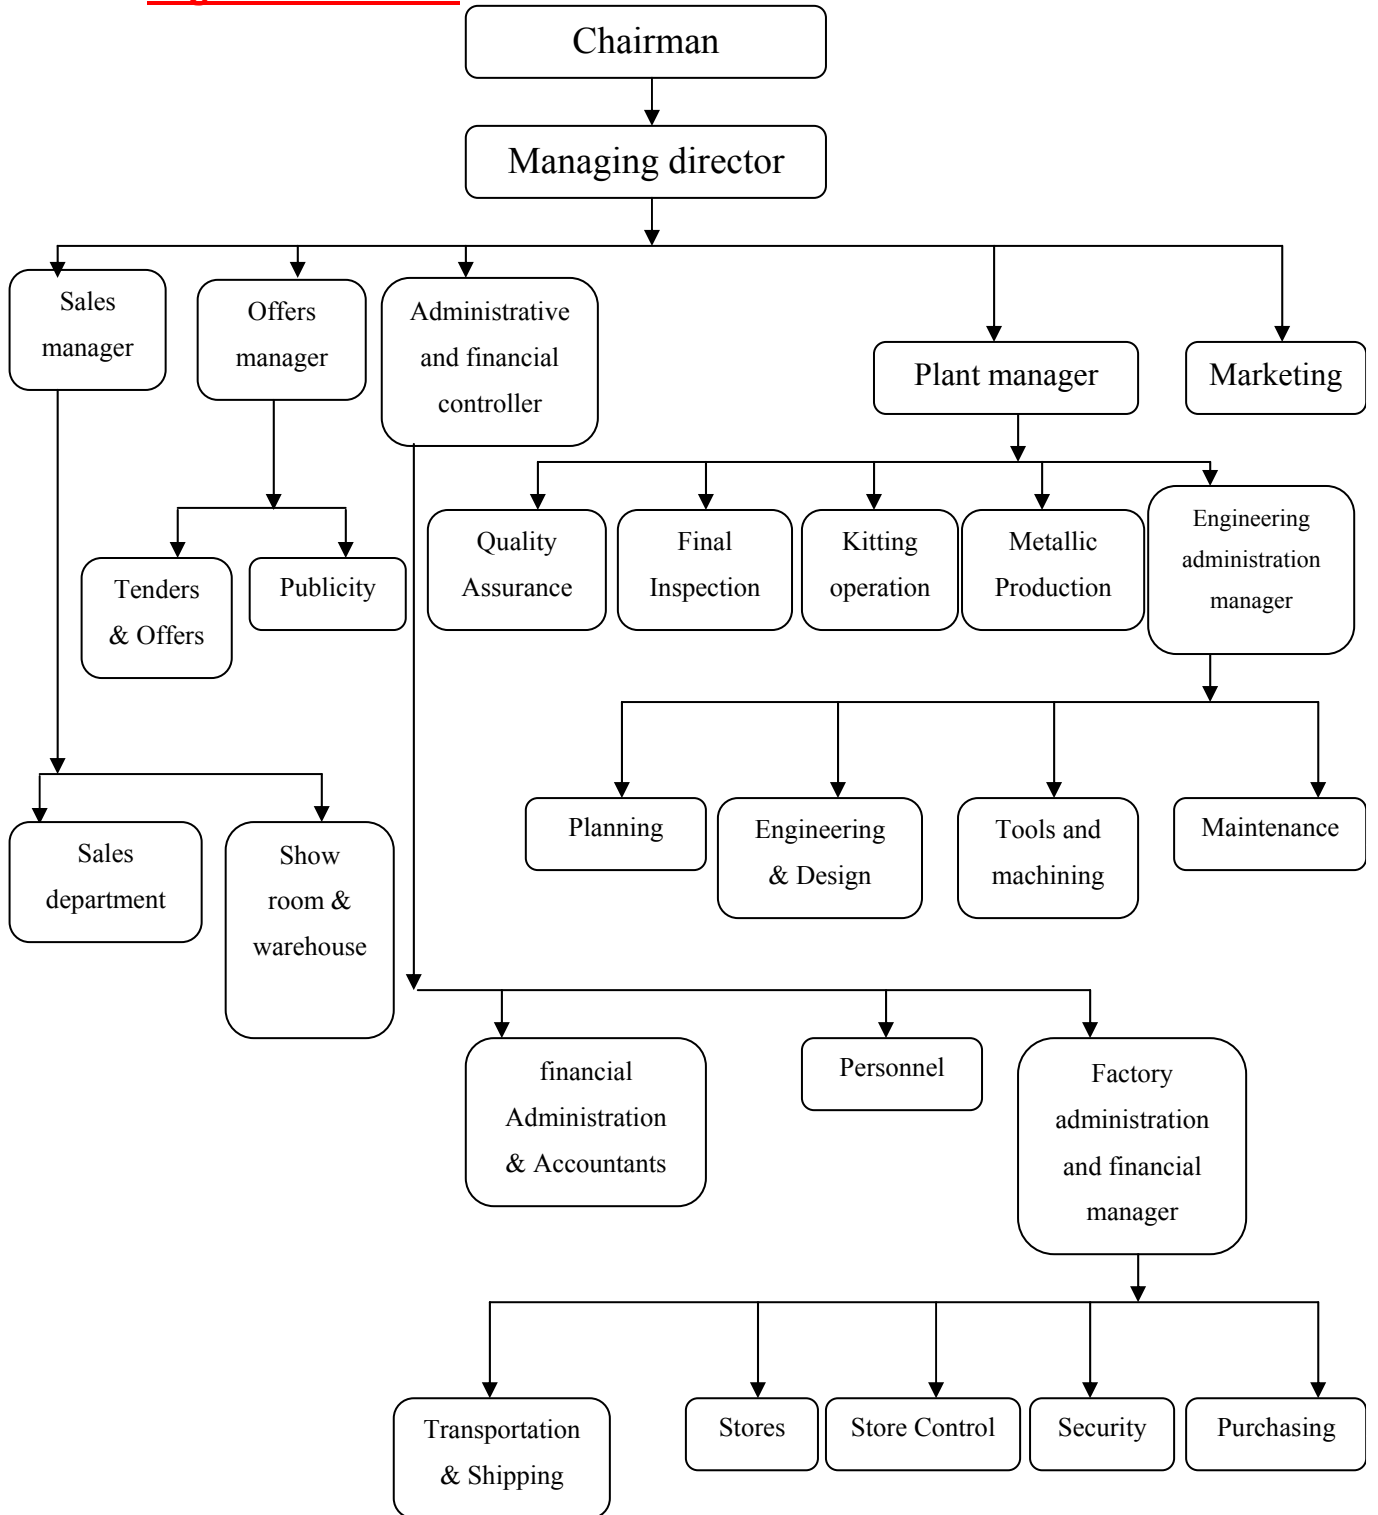 Chairman
Managing director
Sales
manager
Offers
manager
Administrative
and financial
controller
Plant manager
Marketing
Quality
Assurance
Final
Inspection
Kitting
operation
Metallic
Production
Engineering
administration
manager
Tenders
& Offers
Publicity
Planning
Engineering
& Design
Tools and
machining
Maintenance
Sales
department
Show
room &
warehouse
financial
Administration
& Accountants
Personnel
Factory
administration
and financial
manager
Transportation
& Shipping
Stores
Store Control
Security
Purchasing